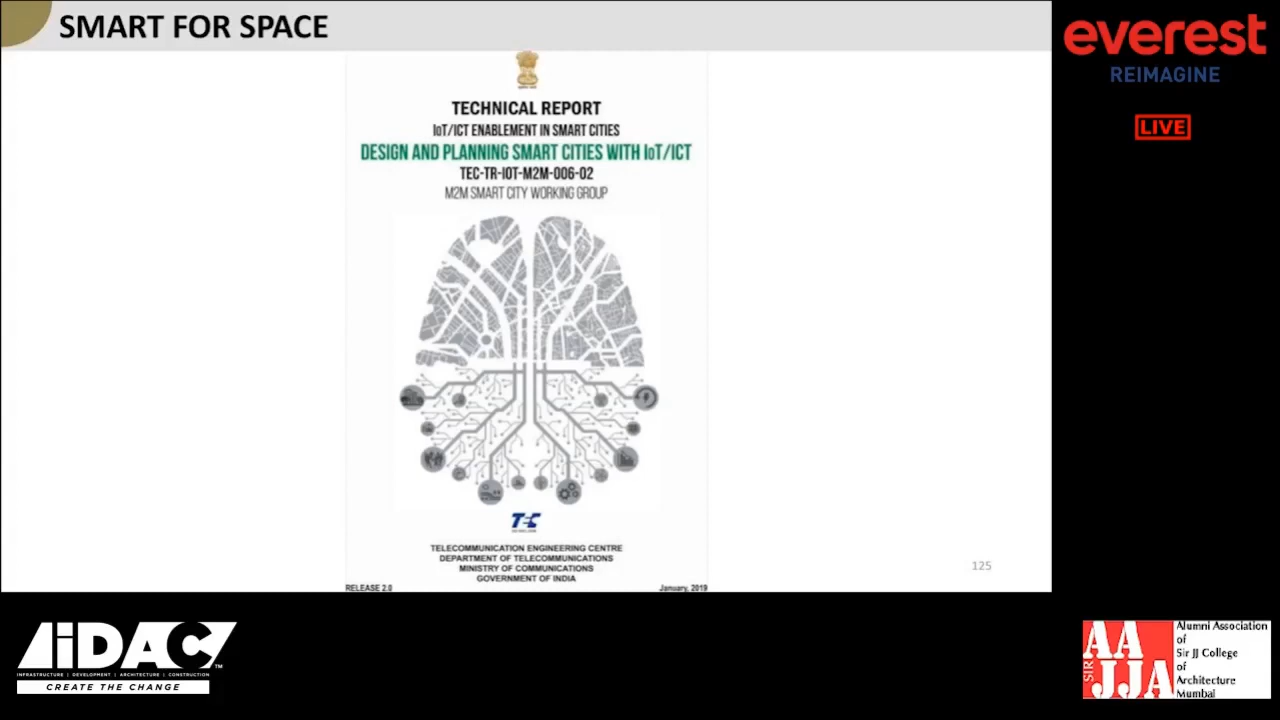 SMART FOR SPACE
everest
REIMAGINE
LIVE
TECHNICAL REPORT
IoT/ICT ENABLEMENT IN SMART CITIES
DESIGN AND PLANNING SMART CITIES WITH IoT/ICT
TEC-TR-IOT-M2M-006-02
M2M SMART CITY WORKING GROUP
TEC
TELECOMMUNICATION ENGINEERING CENTRE
DEPARTMENT OF TELECOMMUNICATIONS
MINISTRY OF COMMUNICATIONS
GOVERNMENT OF INDIA
RELEASE 2.0
January, 2019
125
IDAC™
INFRASTRUCTURE | DEVELOPMENT | ARCHITECTURE | CONSTRUCTION
CREATE THE CHANGE
SIR
AA
JJA
Alumni Association
of
Sir JJ College
of
Architecture
Mumbai